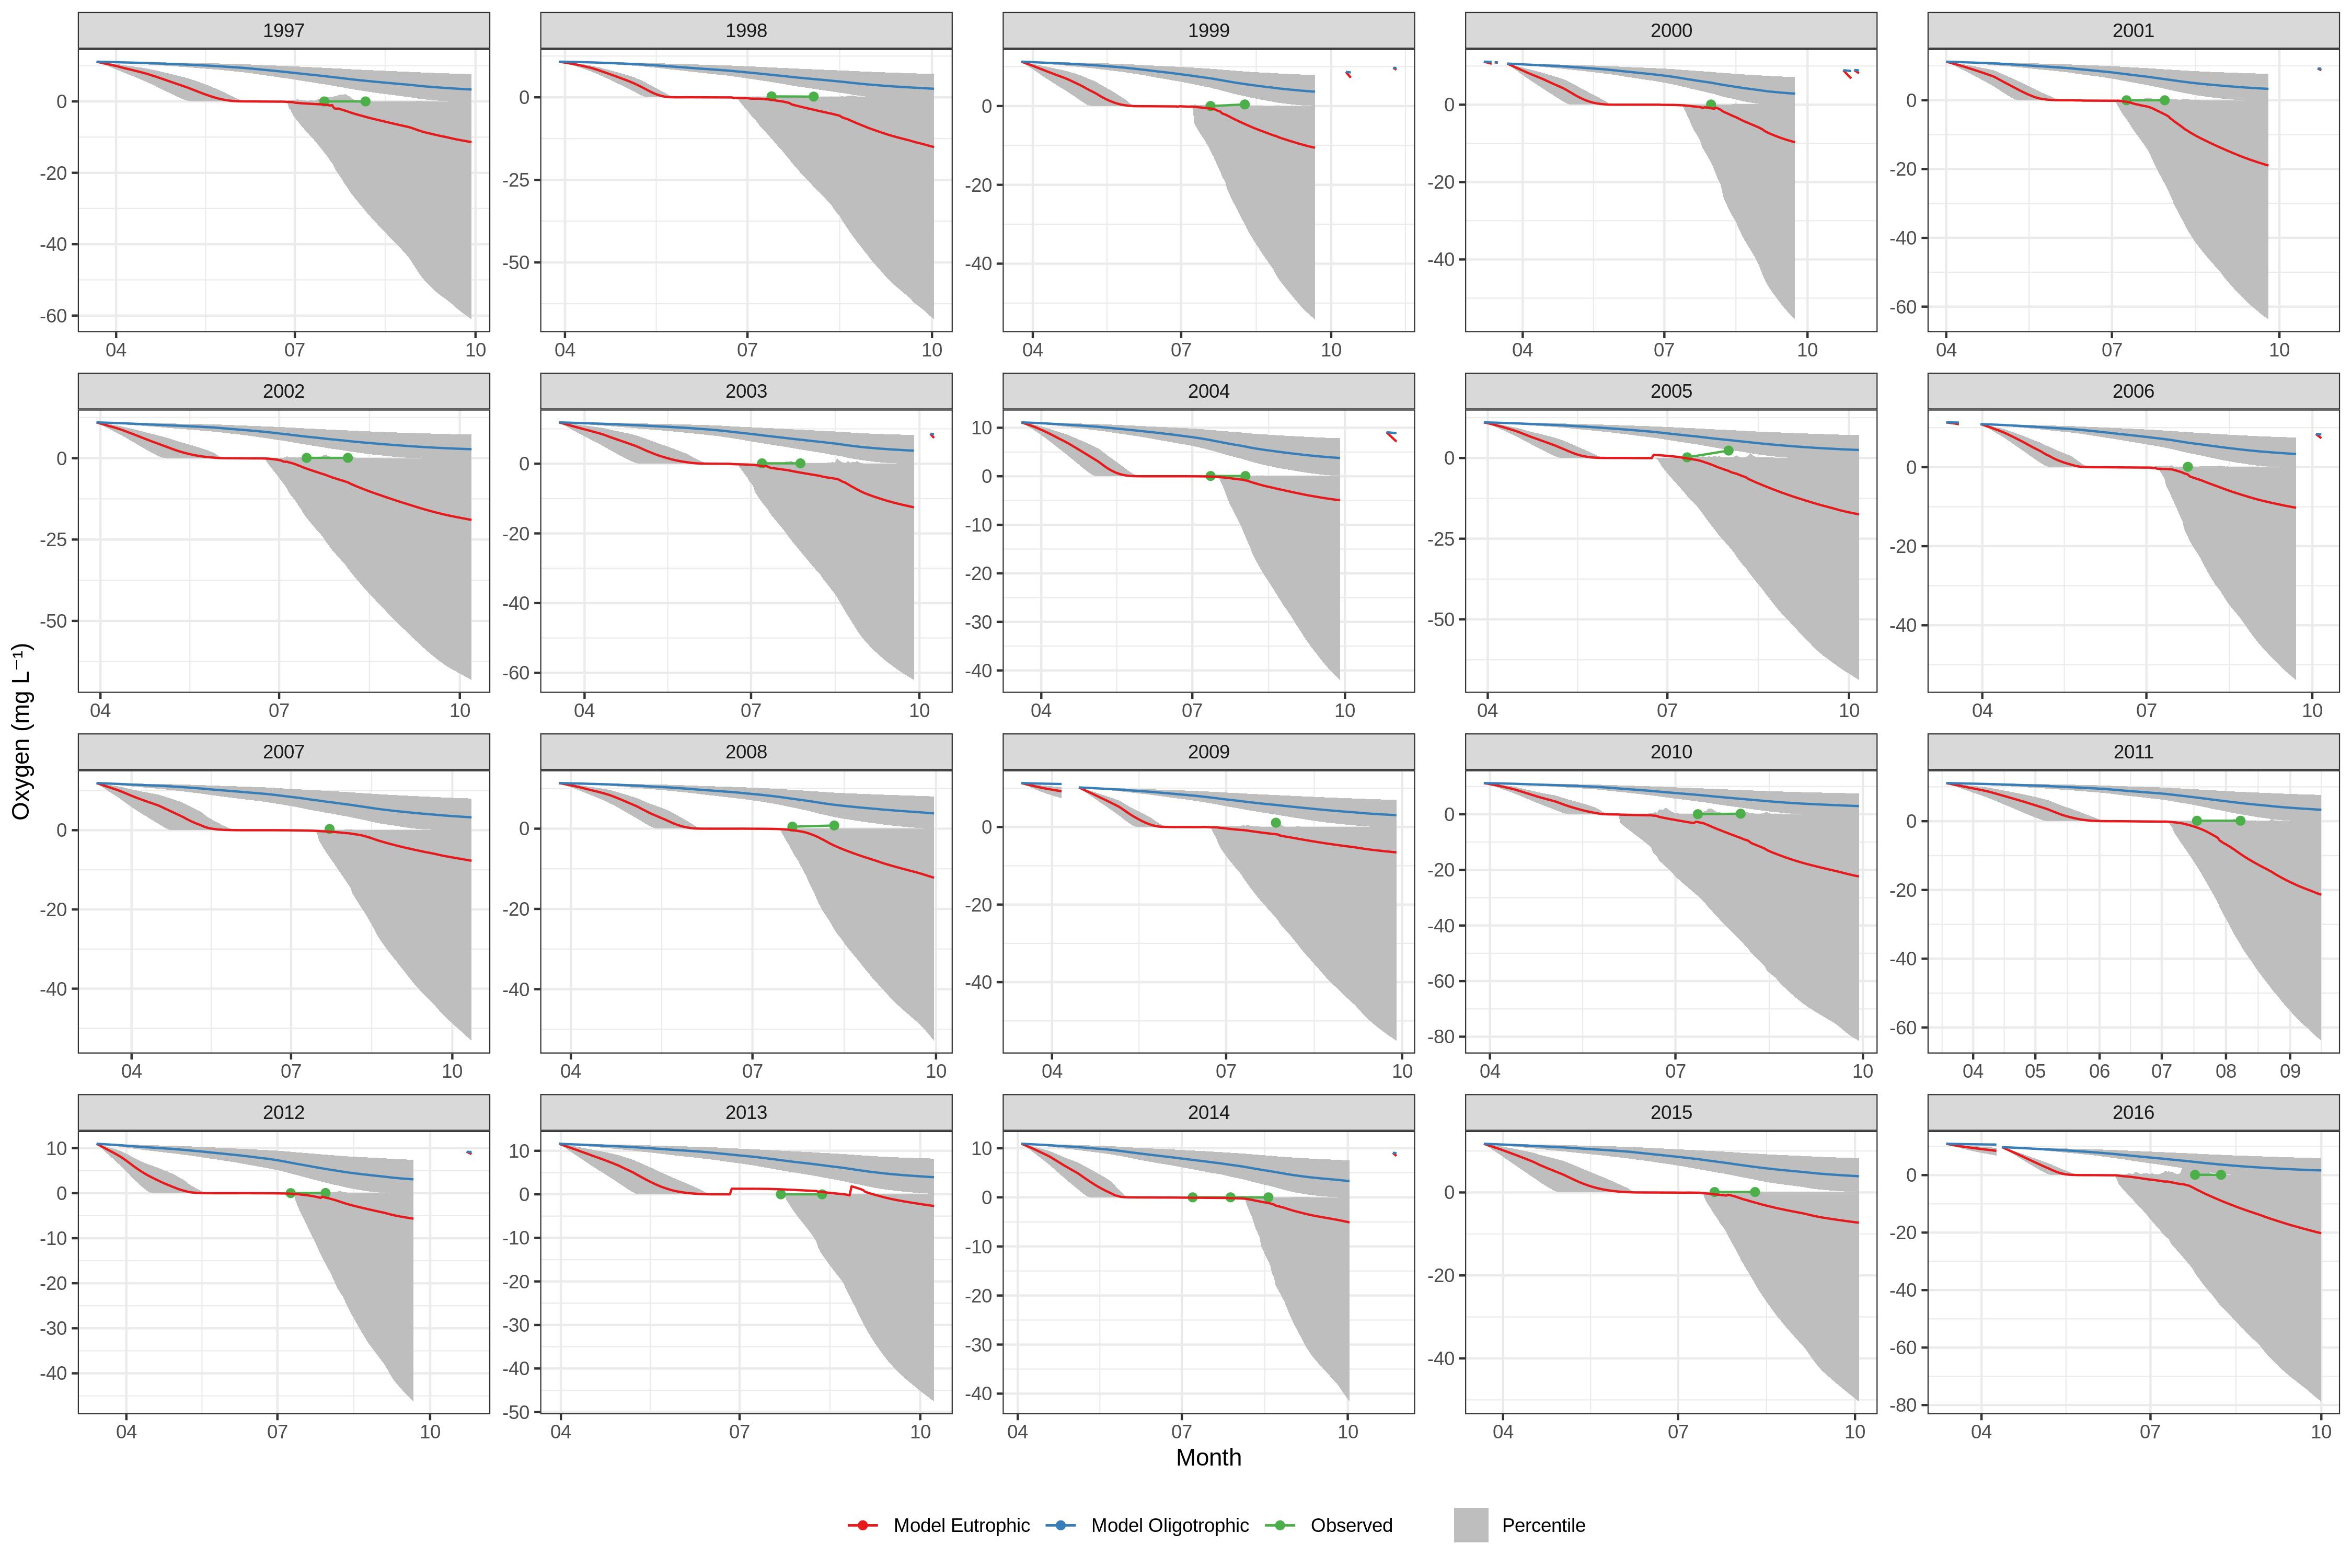 1997 1998 1999 2000 2001
0 0 0 0 0
-20 -25 -20 -20 -20
-40 -50 -40 -40 -40
-60 -60
04 07 10 04 07 10 04 07 10 04 07 10 04 07 10
2002 2003 2004 2005 2006
0 0 10 0 0
-25 -20 0 -25 -20
-50 -40 -10 -50 -40
-60 -20
-30
-40
04 07 10 04 07 10 04 07 10 04 07 10 04 07 10
Oxygen (mg L⁻¹)
2007 2008 2009 2010 2011
0 0 0 0 0
-20 -20 -20 -20 -20
-40 -40 -40 -40 -40
-60 -60
-80
04 07 10 04 07 10 04 07 10 04 07 10 04 05 06 07 08 09
2012 2013 2014 2015 2016
10 10 10 0 0
0 0 0 -20 -20
-10 -10 -10 -40 -40
-20 -20 -20 -60
-30 -30 -30 -80
-40 -40 -40
-50
04 07 10 04 07 10 04 07 10 04 07 10 04 07 10
Month
Model Eutrophic Model Oligotrophic Observed Percentile